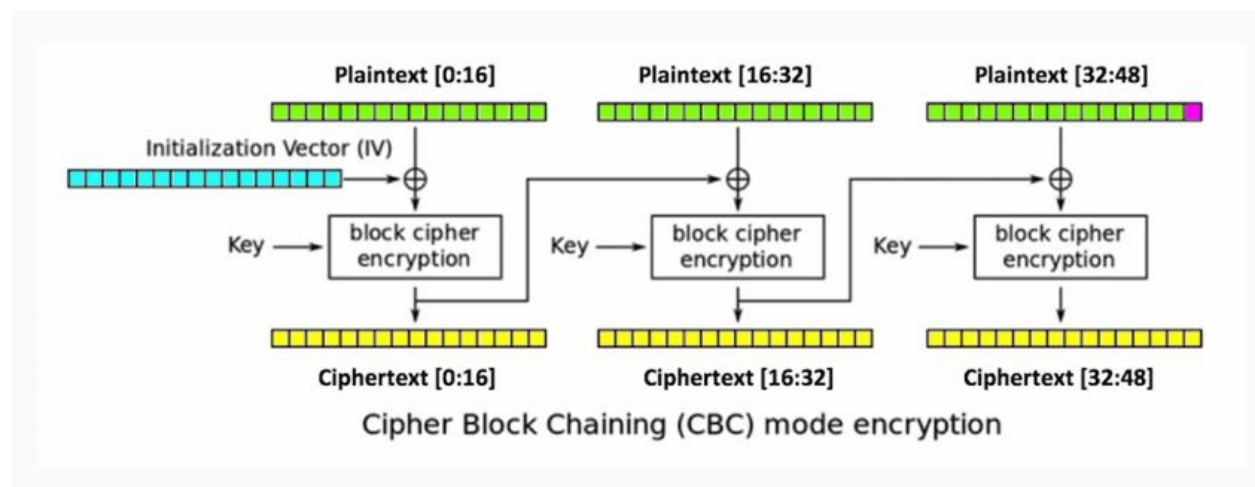 Plaintext [0:16]
Plaintext [16:32]
Plaintext [32:48]
Initialization Vector (IV)
Key
block cipher
encryption
Key
block cipher
encryption
Key
block cipher
encryption
Ciphertext [0:16]
Ciphertext [16:32]
Ciphertext [32:48]
Cipher Block Chaining (CBC) mode encryption